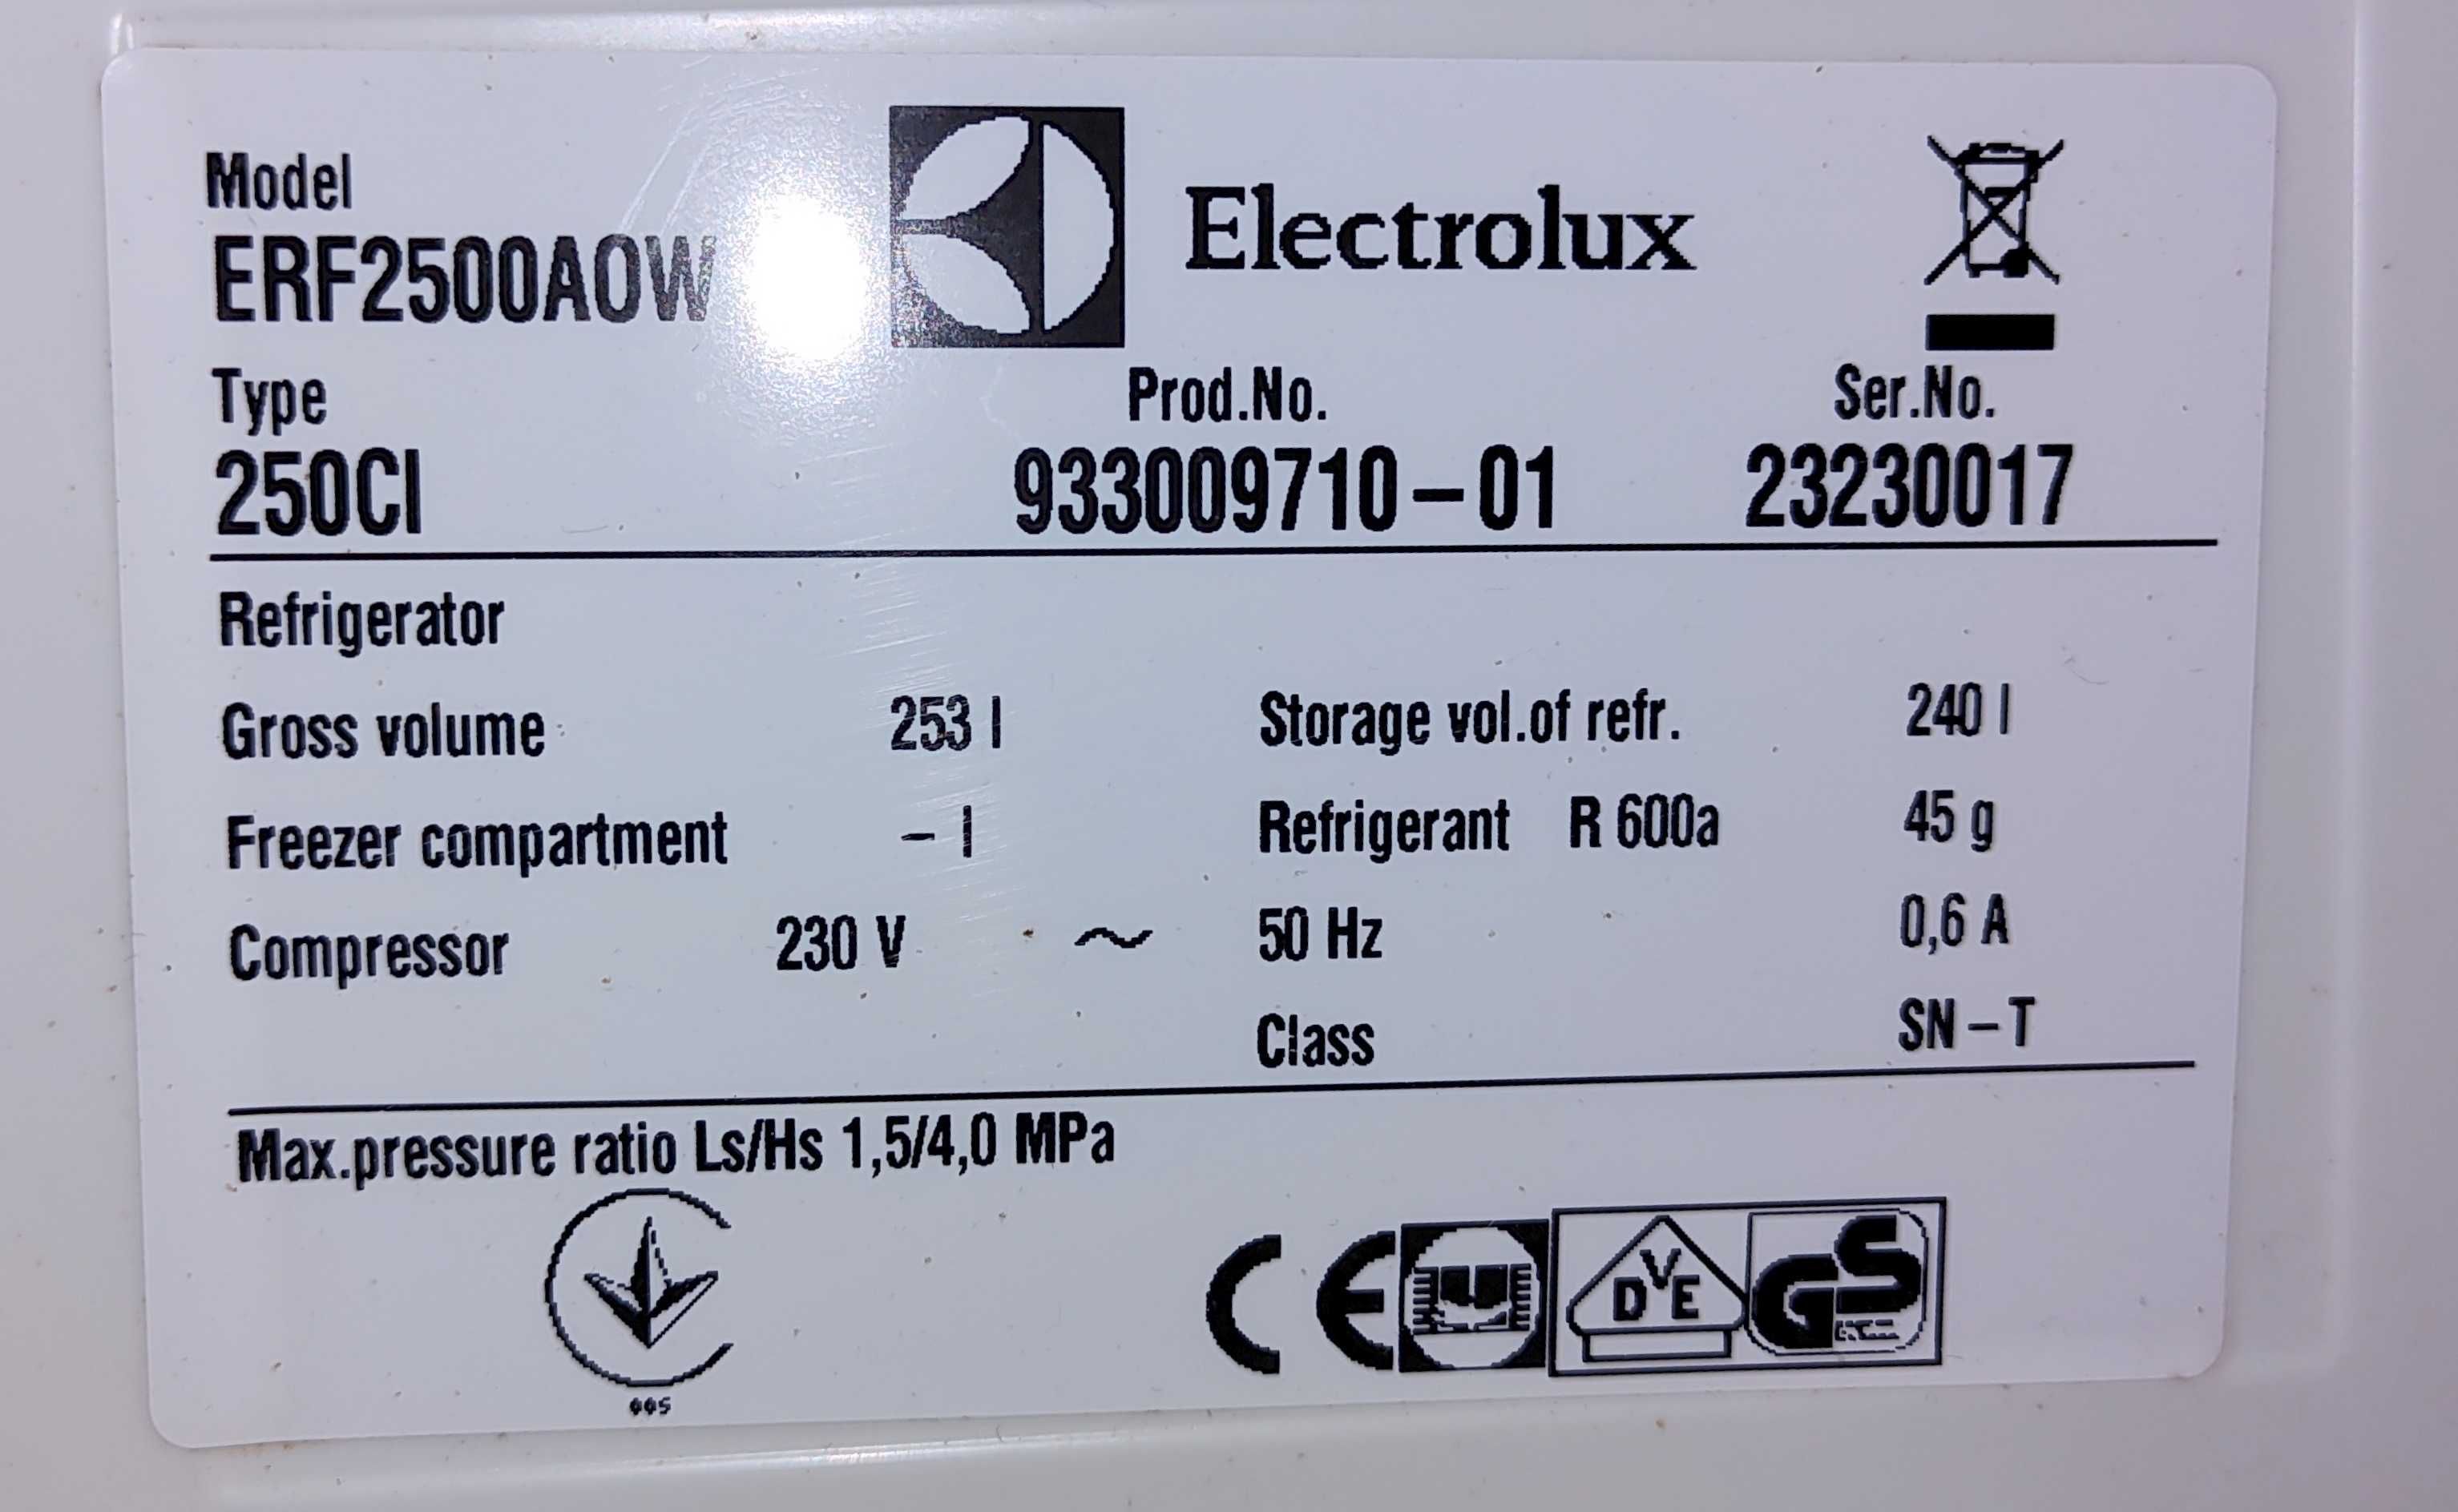 Model
ERF2500AOW
Electrolux
Type
Prod.No.
Ser.No.
250CI
933009710-01
23230017
Refrigerator
Gross volume 253 l
Storage vol.of refr. 240 l
Freezer compartment - l
Refrigerant R 600a 45 g
Compressor 230 V ~ 50 Hz 0,6 A
Class SN-T
Max.pressure ratio Ls/Hs 1,5/4,0 MPa
CE
DVE
GS